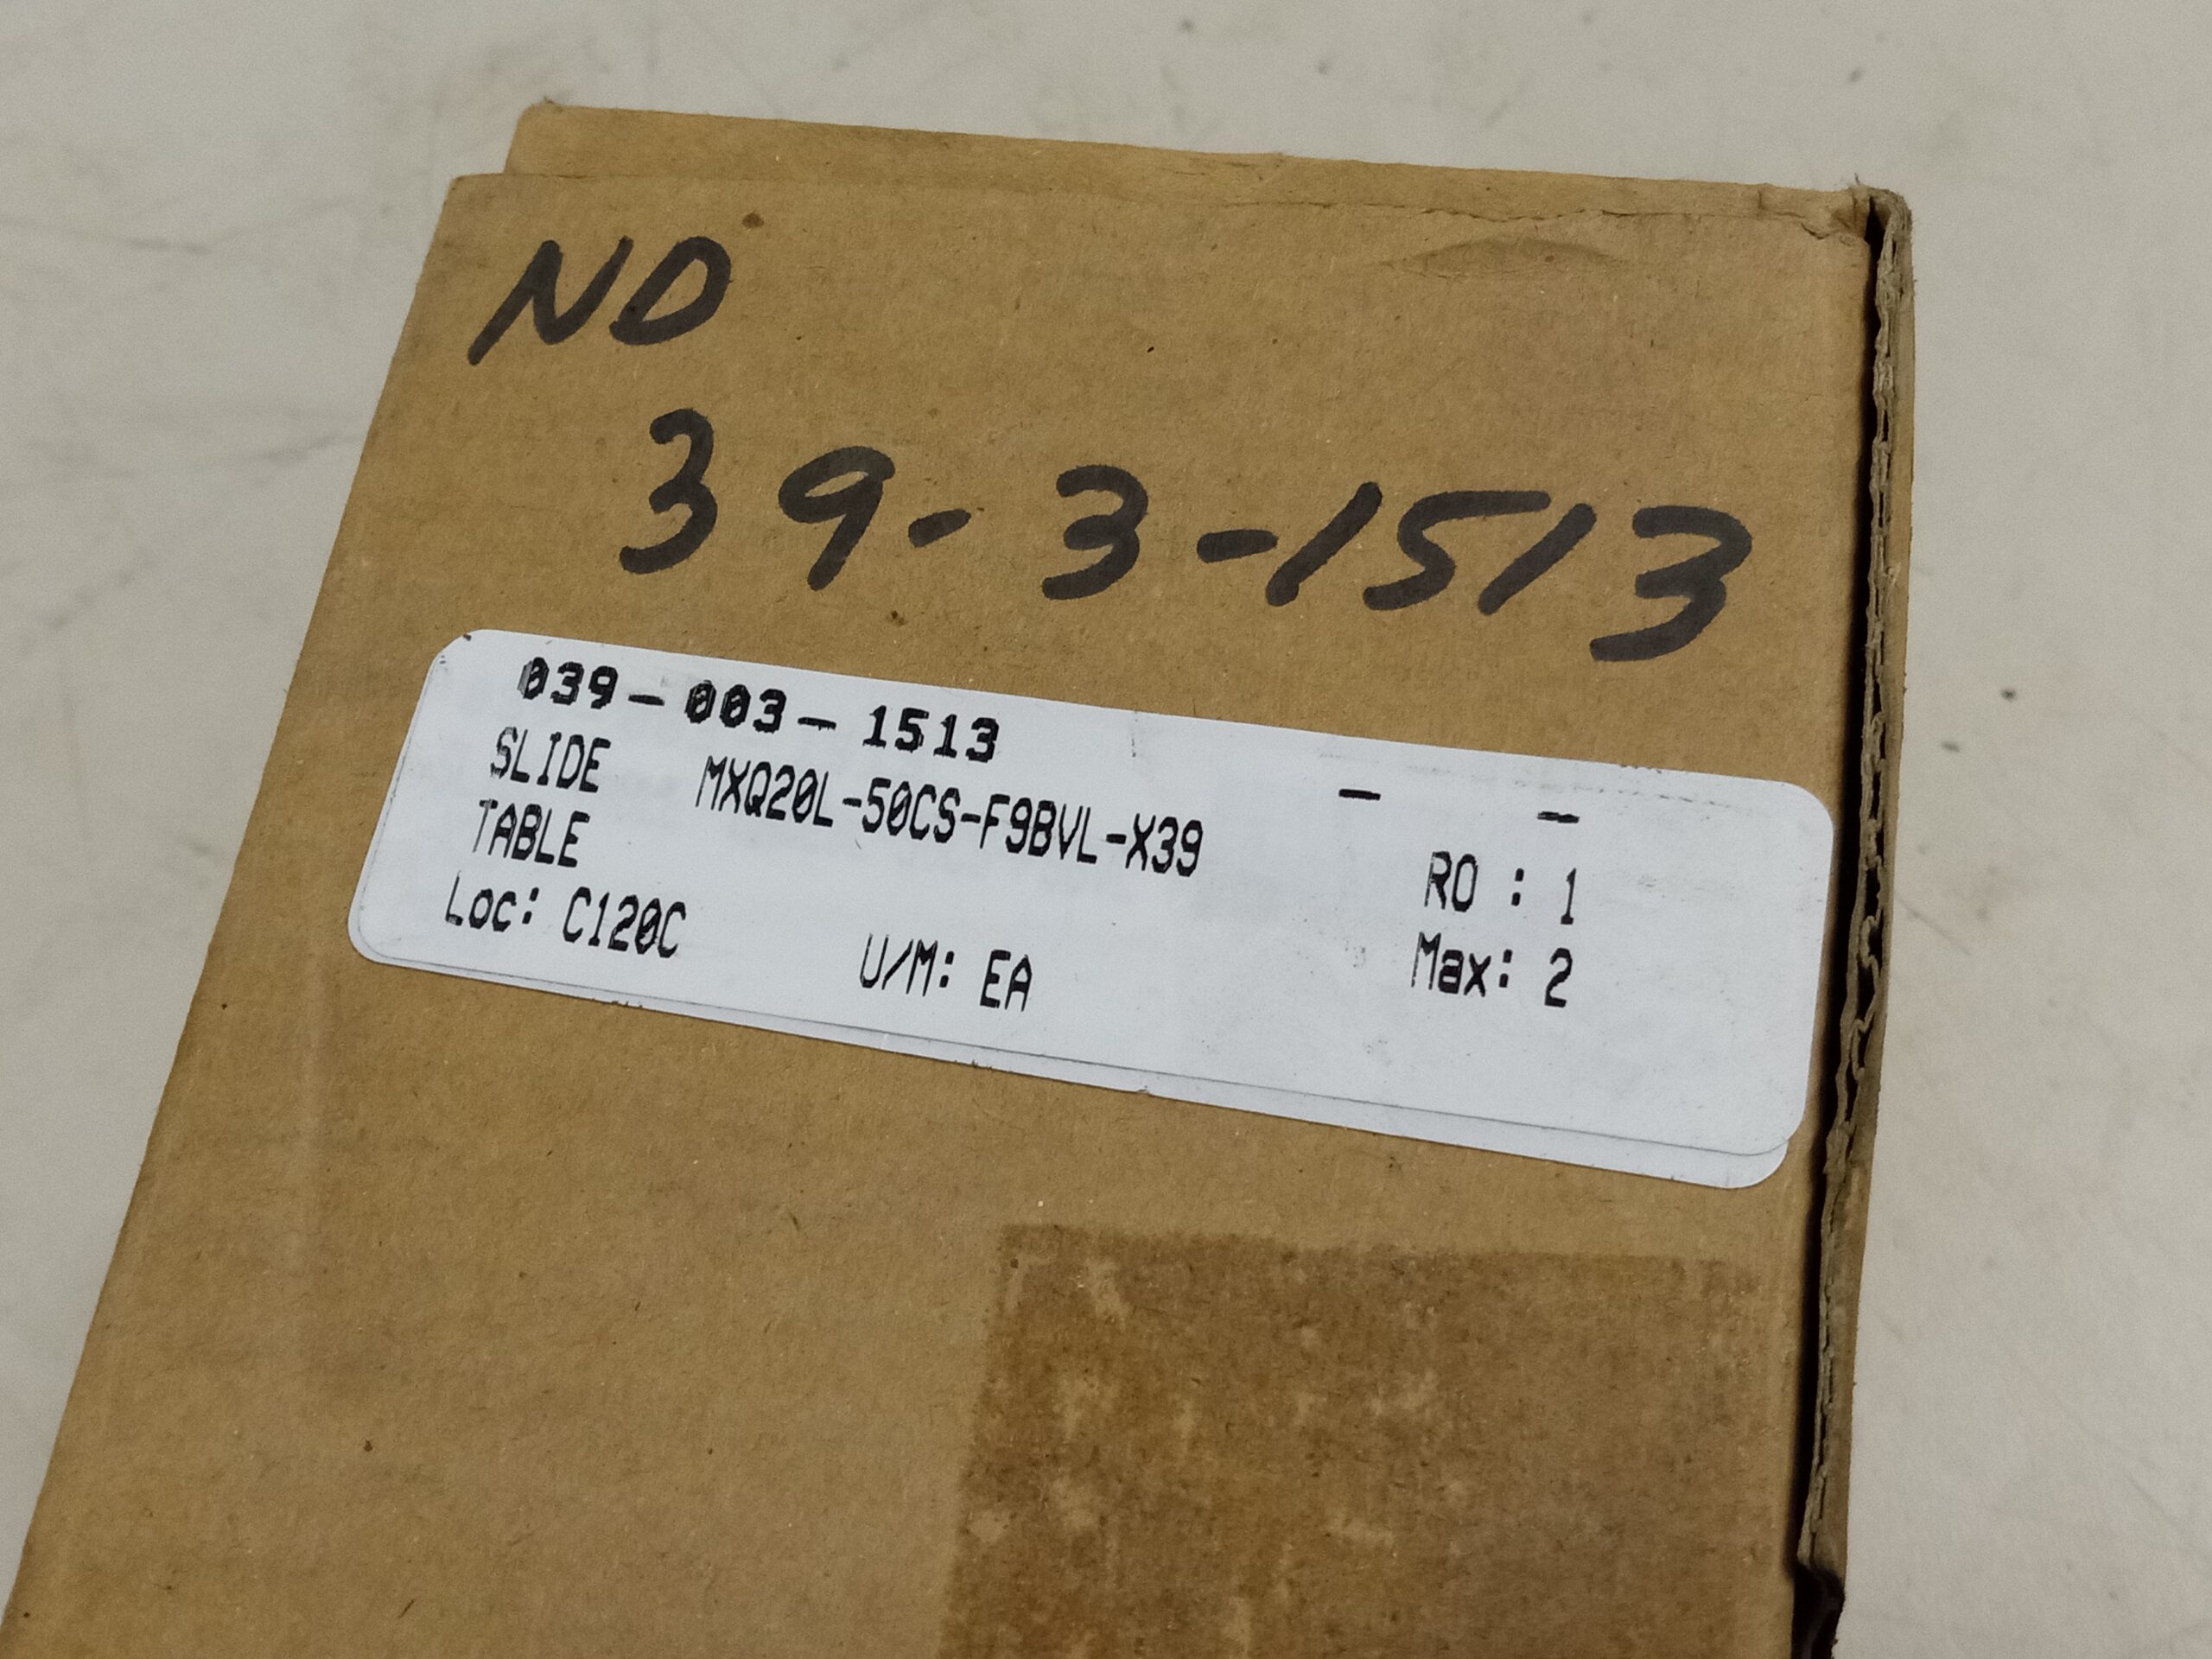 ND
39-3-1513
039-003-1513
- -
SLIDE MXQ20L-50CS-F9BVL-X39
TABLE
RO : 1
Loc: C120C U/M: EA Max: 2